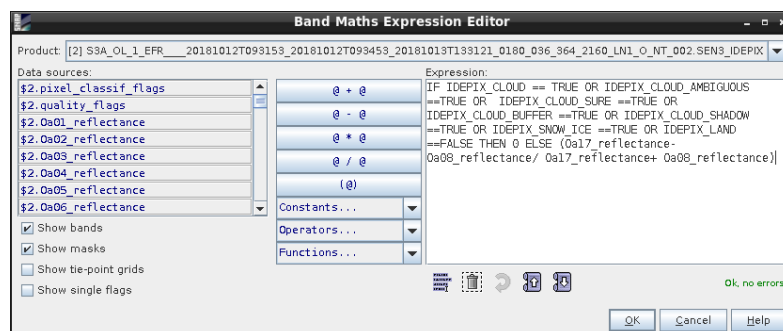 Band Maths Expression Editor
Product: [2] S3A_OL_1_EFR____20181012T093153_20181012T093453_20181013T133121_0180_036_364_2160_LN1_O_NT_002.SEN3_IDEPIX
Data sources:
$2.pixel_classif_flags
$2.quality_flags
$2.Oa01_reflectance
$2.Oa02_reflectance
$2.Oa03_reflectance
$2.Oa04_reflectance
$2.Oa05_reflectance
$2.Oa06_reflectance
Show bands
Show masks
Show tie-point grids
Show single flags
@ + @
@ - @
@ * @
@ / @
(@)
Constants...
Operators...
Functions...
Expression:
IF IDEPIX_CLOUD == TRUE OR IDEPIX_CLOUD_AMBIGUOUS
==TRUE OR IDEPIX_CLOUD_SURE ==TRUE OR
IDEPIX_CLOUD_BUFFER ==TRUE OR IDEPIX_CLOUD_SHADOW
==TRUE OR IDEPIX_SNOW_ICE ==TRUE OR IDEPIX_LAND
==FALSE THEN 0 ELSE (Oa17_reflectance-
Oa08_reflectance/ Oa17_reflectance+ Oa08_reflectance)
Ok, no errors
OK
Cancel
Help